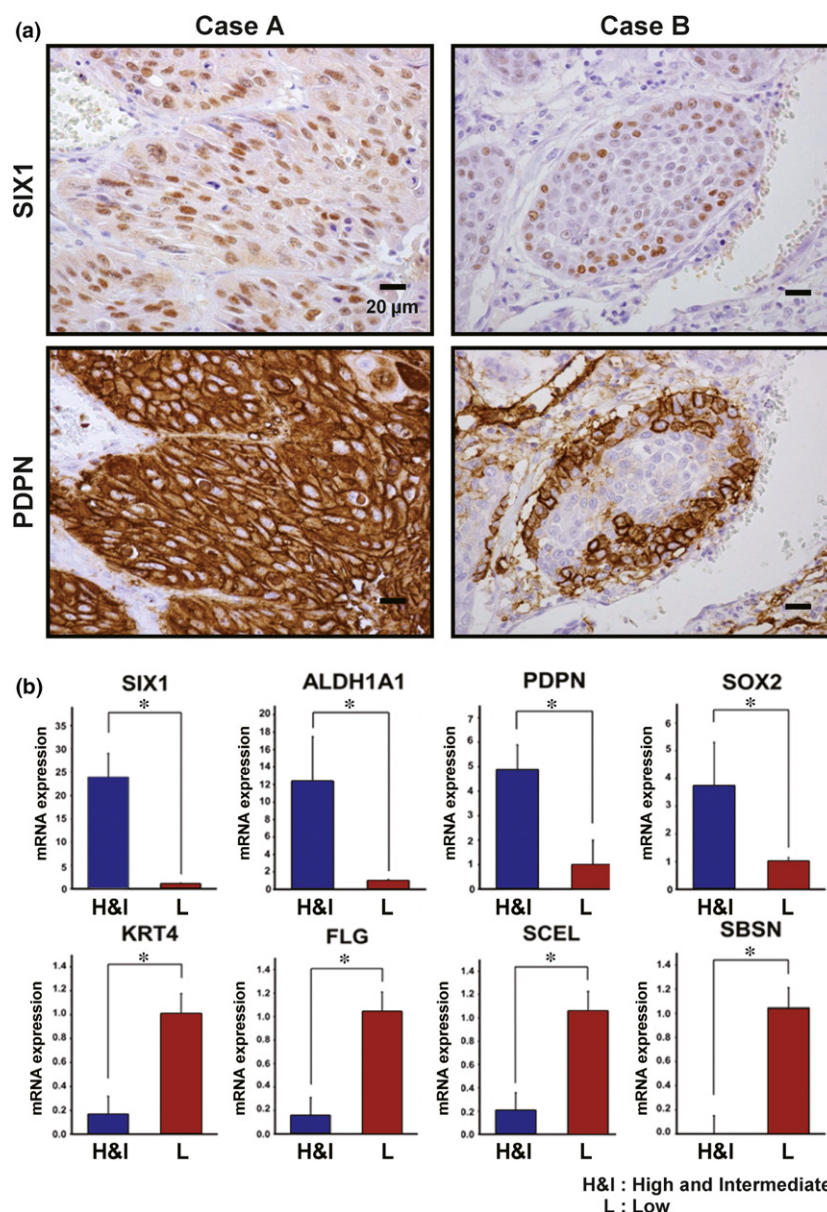 (a)
Case A
Case B
SIX1
20 µm
PDPN
(b)
SIX1
ALDH1A1
PDPN
SOX2
mRNA expression
35
30
25
20
15
10
5
0
*
H&I
L
mRNA expression
20
18
16
14
12
10
8
6
4
2
0
*
H&I
L
mRNA expression
7
6
5
4
3
2
1
0
*
H&I
L
mRNA expression
6
5
4
3
2
1
0
*
H&I
L
KRT4
FLG
SCEL
SBSN
mRNA expression
1.4
1.2
1.0
0.8
0.6
0.4
0.2
0.0
*
H&I
L
mRNA expression
1.4
1.2
1.0
0.8
0.6
0.4
0.2
0.0
*
H&I
L
mRNA expression
1.4
1.2
1.0
0.8
0.6
0.4
0.2
0.0
*
H&I
L
mRNA expression
1.4
1.2
1.0
0.8
0.6
0.4
0.2
0.0
*
H&I
L
H&I : High and Intermediate
L : Low